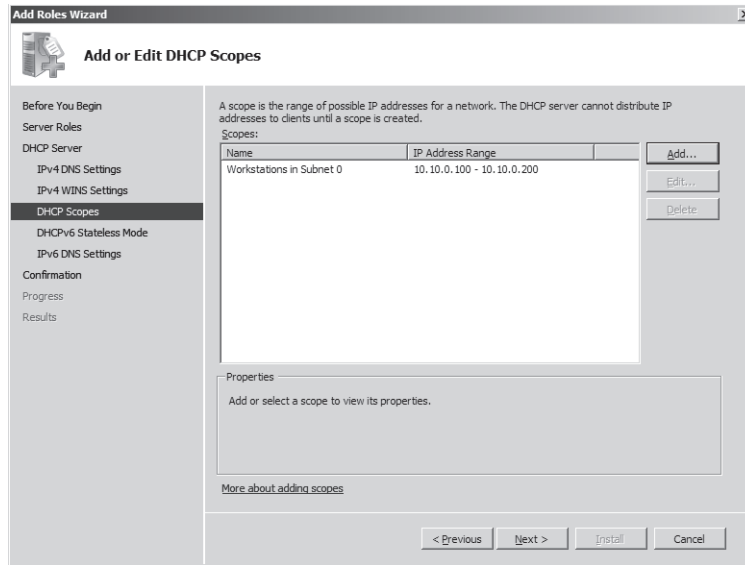 Add Roles Wizard
Add or Edit DHCP Scopes
Before You Begin
Server Roles
DHCP Server
IPv4 DNS Settings
IPv4 WINS Settings
DHCP Scopes
DHCPv6 Stateless Mode
IPv6 DNS Settings
Confirmation
Progress
Results
A scope is the range of possible IP addresses for a network. The DHCP server cannot distribute IP
addresses to clients until a scope is created.
Scopes:
Name IP Address Range
Workstations in Subnet 0 10.10.0.100 - 10.10.0.200
Add...
Edit...
Delete
Properties
Add or select a scope to view its properties.
More about adding scopes
< Previous Next > Install Cancel